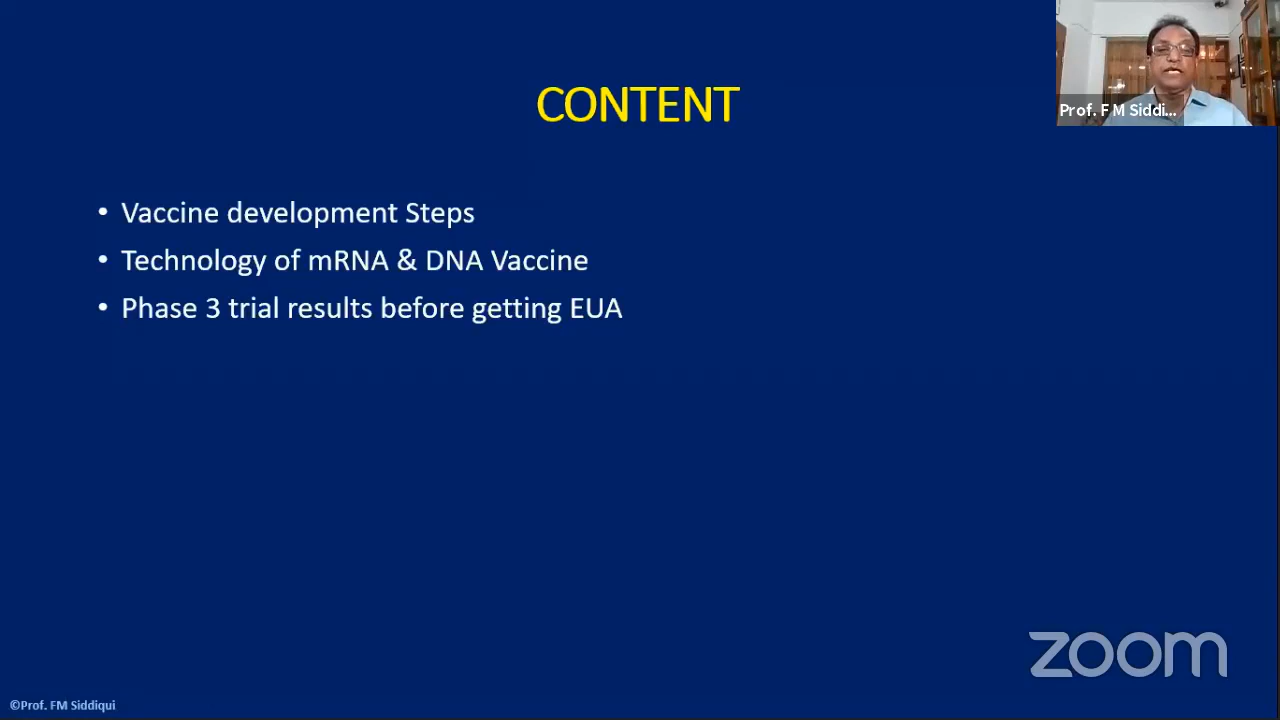 CONTENT
Prof. F M Siddi...
• Vaccine development Steps
• Technology of mRNA & DNA Vaccine
• Phase 3 trial results before getting EUA
zoom
©Prof. FM Siddiqui